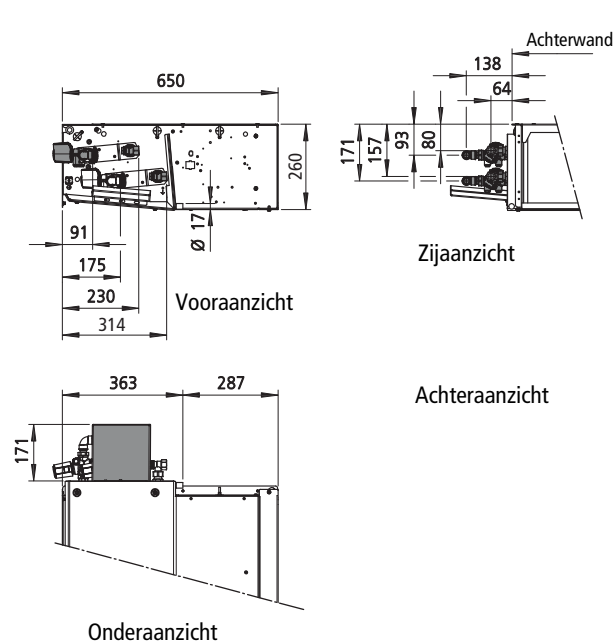 Achterwand
650
138
64
171
157
93
80
260
Ø 17
91
175
230
314
Vooraanzicht
Zijaanzicht
363
287
171
Achteraanzicht
Onderaanzicht